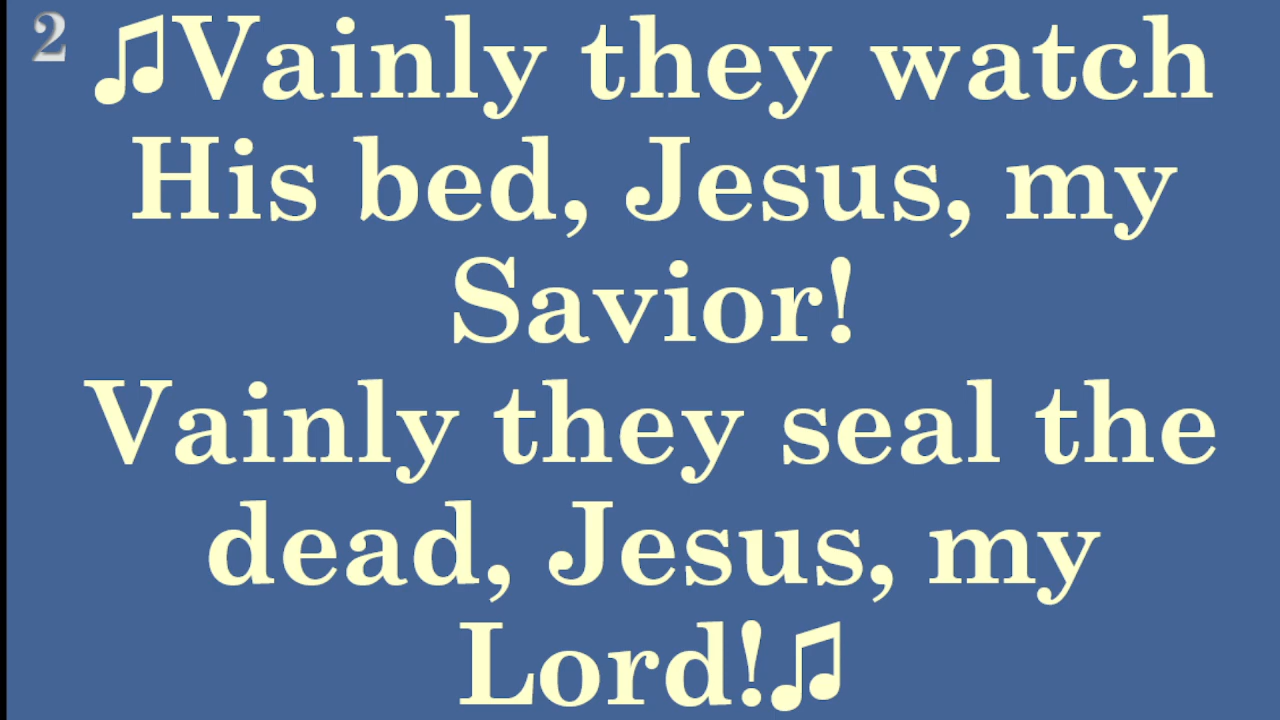 2 ♫Vainly they watch
His bed, Jesus, my
Savior!
Vainly they seal the
dead, Jesus, my
Lord!♫